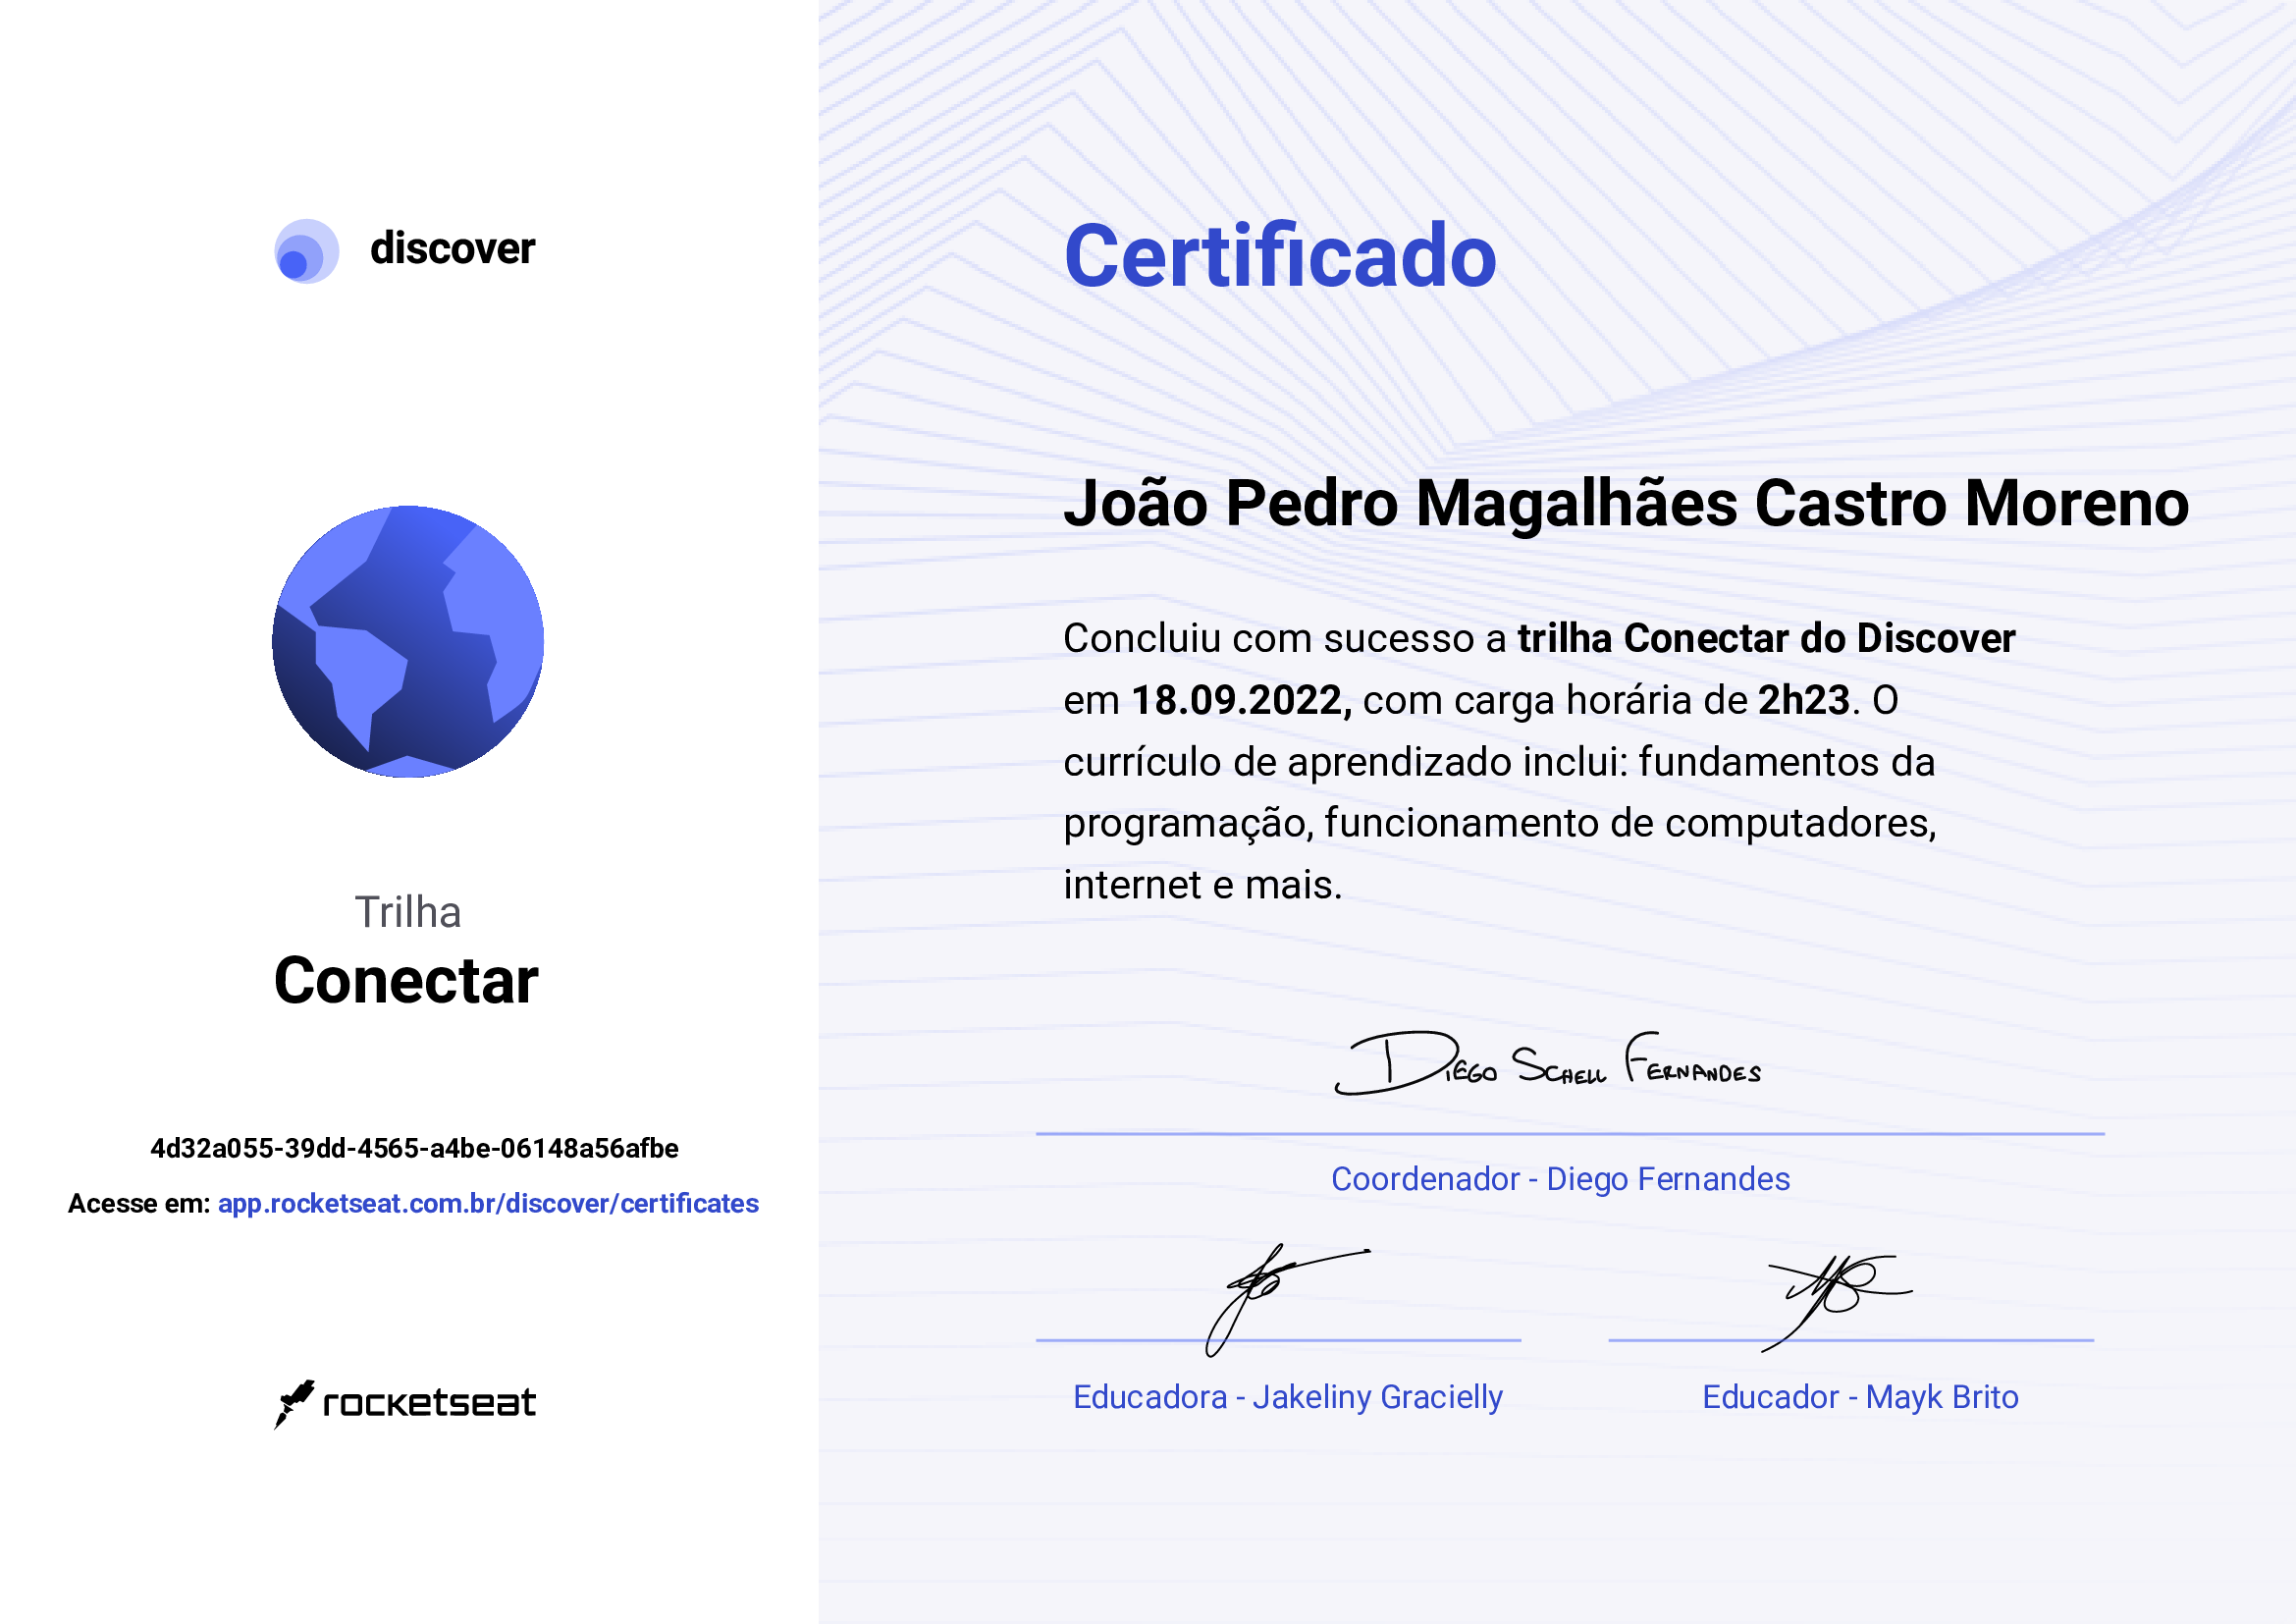 discover
Trilha
Conectar
4d32a055-39dd-4565-a4be-06148a56afbe
Acesse em: app.rocketseat.com.br/discover/certificates
rocketseat
Certificado
João Pedro Magalhães Castro Moreno
Concluiu com sucesso a trilha Conectar do Discover
em 18.09.2022, com carga horária de 2h23. O
currículo de aprendizado inclui: fundamentos da
programação, funcionamento de computadores,
internet e mais.
Diego Schell Fernandes
Coordenador - Diego Fernandes
Educadora - Jakeliny Gracielly
Educador - Mayk Brito